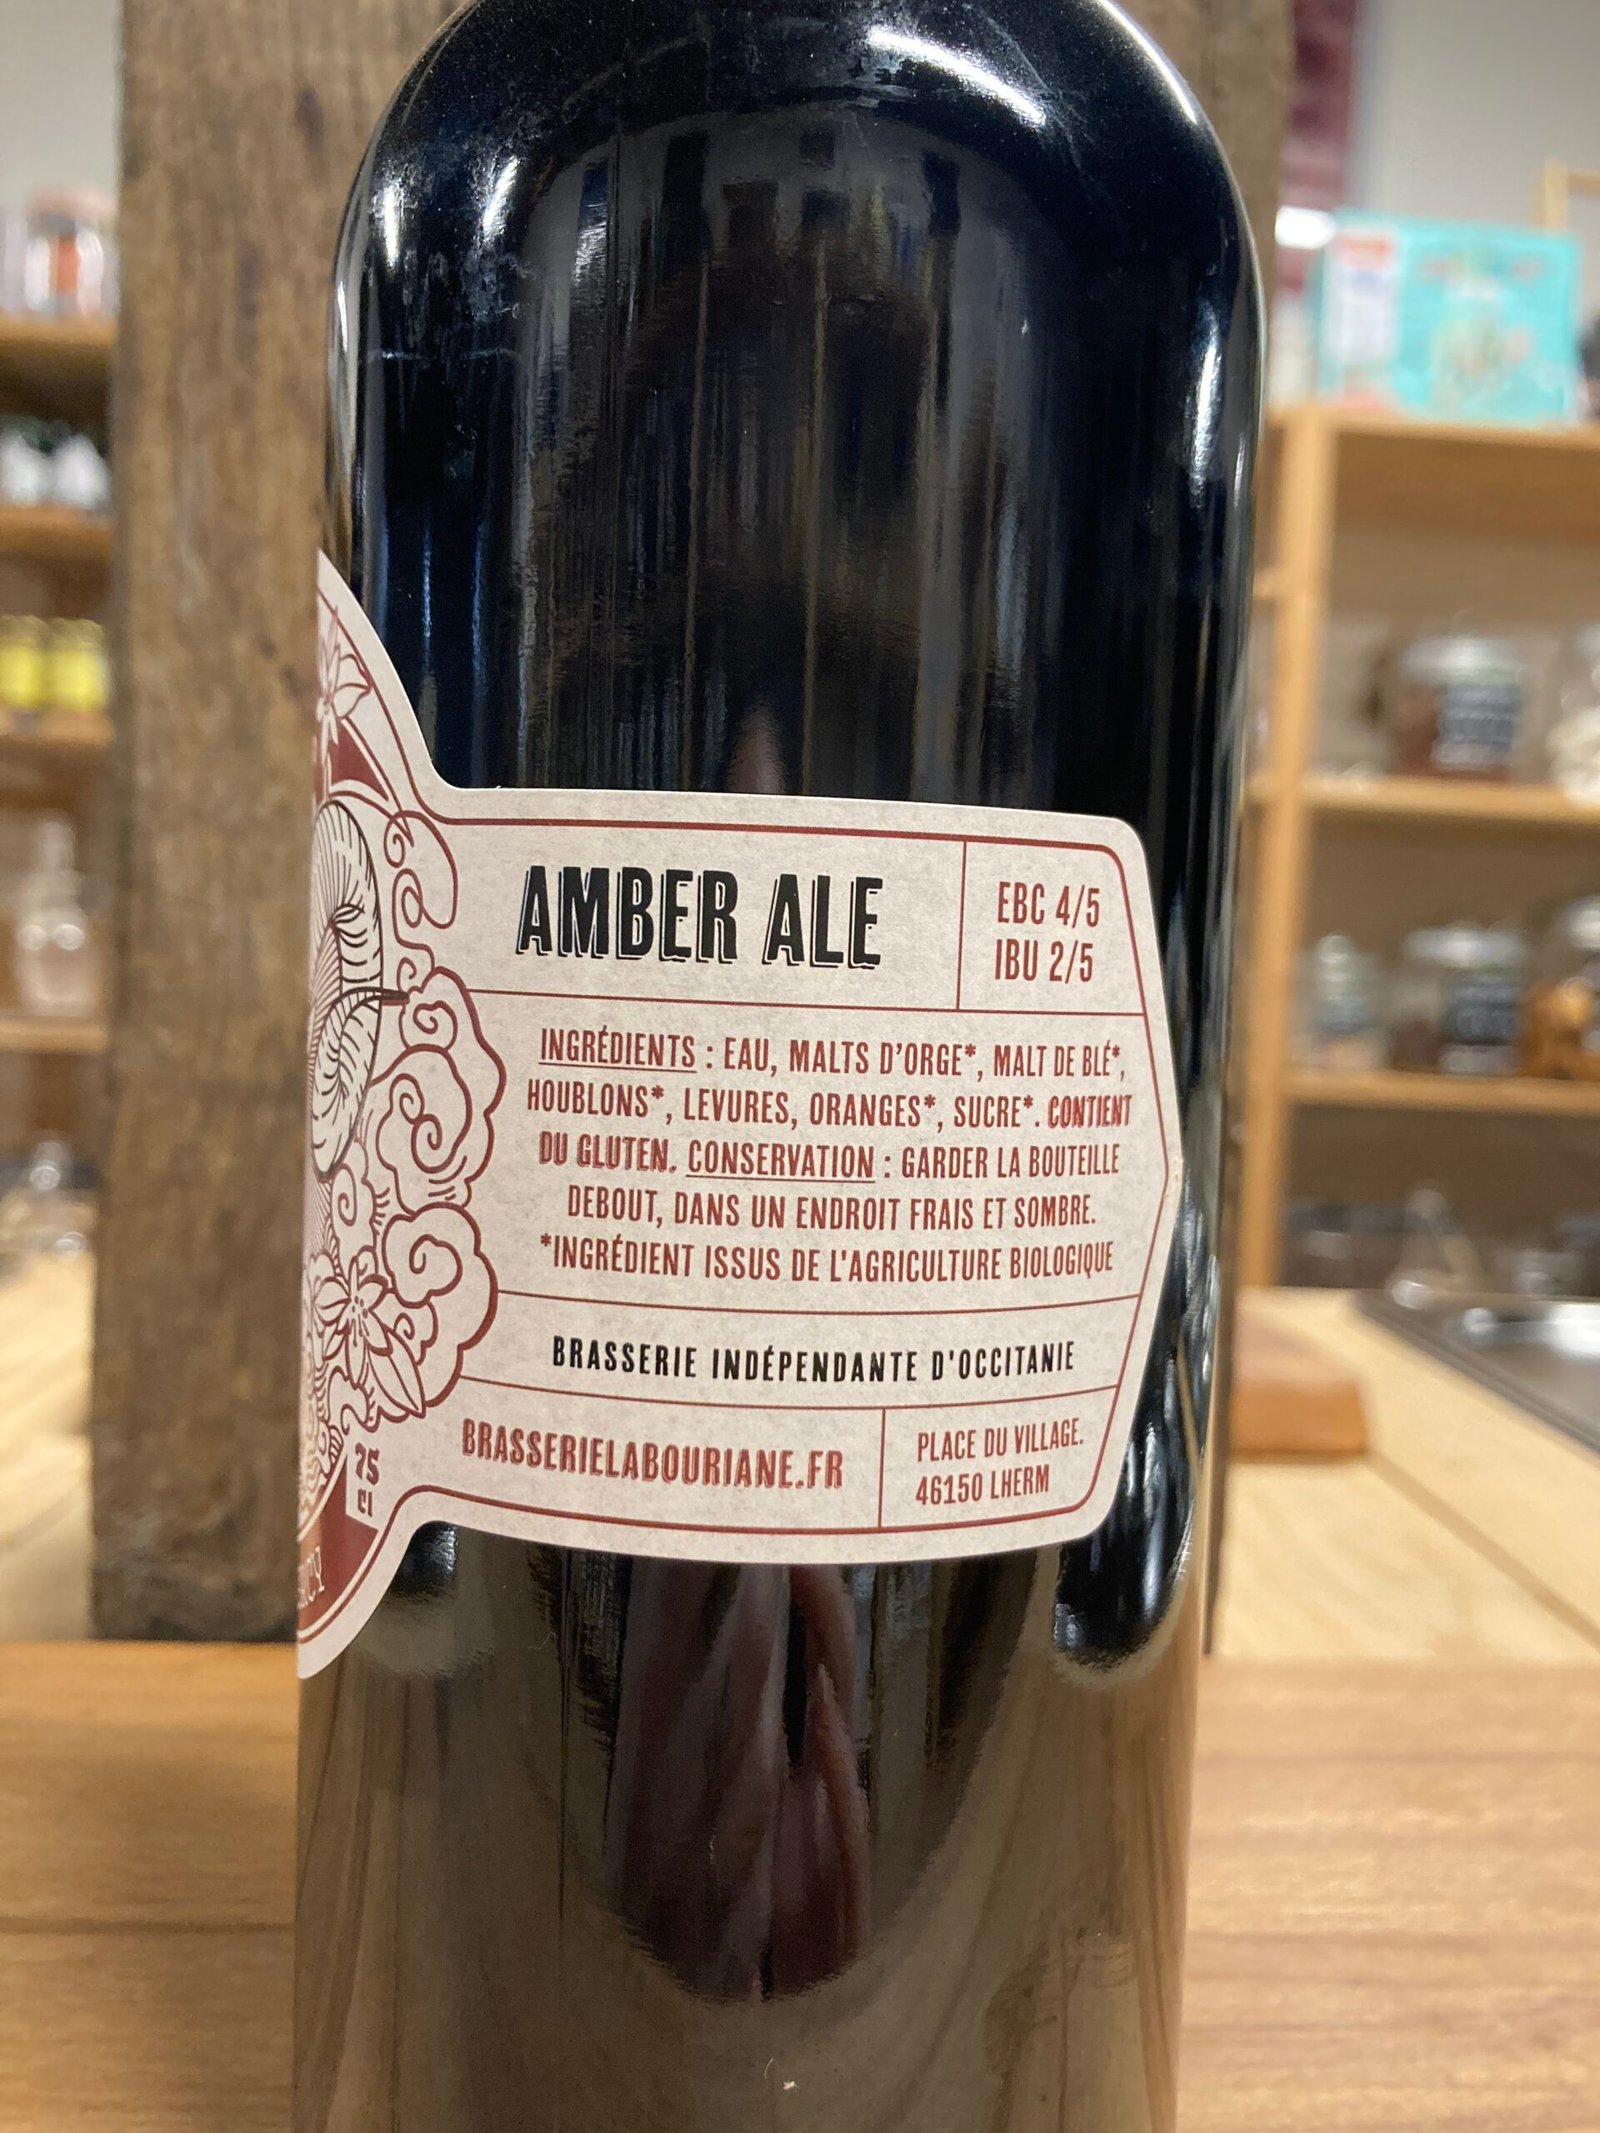 AMBER ALE
EBC 4/5
IBU 2/5
INGRÉDIENTS : EAU, MALTS D'ORGE*, MALT DE BLÉ*,
HOUBLONS*, LEVURES, ORANGES*, SUCRE*. CONTIENT
DU GLUTEN. CONSERVATION : GARDER LA BOUTEILLE
DEBOUT, DANS UN ENDROIT FRAIS ET SOMBRE.
*INGRÉDIENT ISSUS DE L'AGRICULTURE BIOLOGIQUE
BRASSERIE INDÉPENDANTE D'OCCITANIE
BRASSERIELABOURIANE.FR
PLACE DU VILLAGE.
46150 LHERM
75
cl